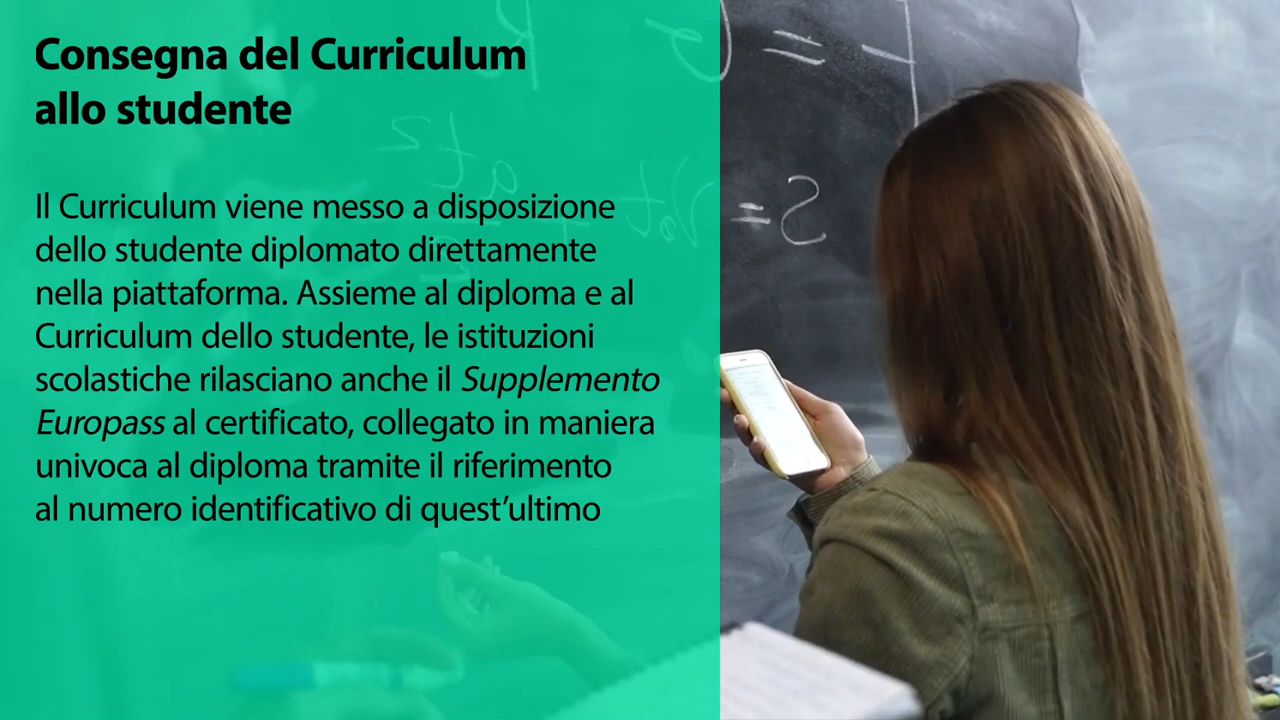 Consegna del Curriculum
allo studente
Il Curriculum viene messo a disposizione
dello studente diplomato direttamente
nella piattaforma. Assieme al diploma e al
Curriculum dello studente, le istituzioni
scolastiche rilasciano anche il Supplemento
Europass al certificato, collegato in maniera
univoca al diploma tramite il riferimento
al numero identificativo di quest’ultimo